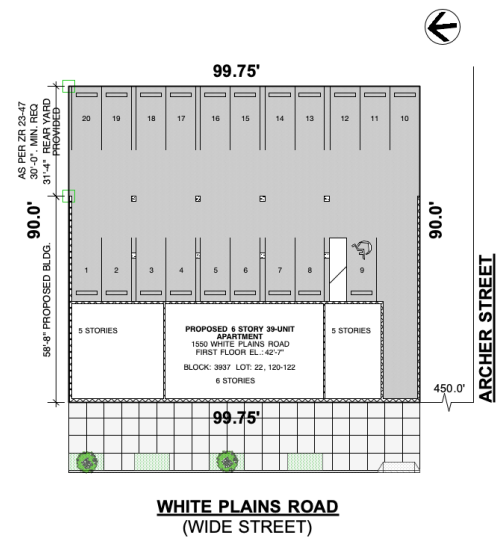 99.75'
AS PER ZR 23-47
30'-0". MIN. REQ
31'-4" REAR YARD
PROVIDED
20 19 18 17 16 15 14 13 12 11 10
90.0'
90.0'
58'-8" PROPOSED BLDG.
1 2 3 4 5 6 7 8 9
5 STORIES
PROPOSED 6 STORY 39-UNIT
APARTMENT
1550 WHITE PLAINS ROAD
FIRST FLOOR EL.: 42'-7"
BLOCK: 3937 LOT: 22, 120-122
6 STORIES
5 STORIES
ARCHER STREET
450.0'
99.75'
WHITE PLAINS ROAD
(WIDE STREET)